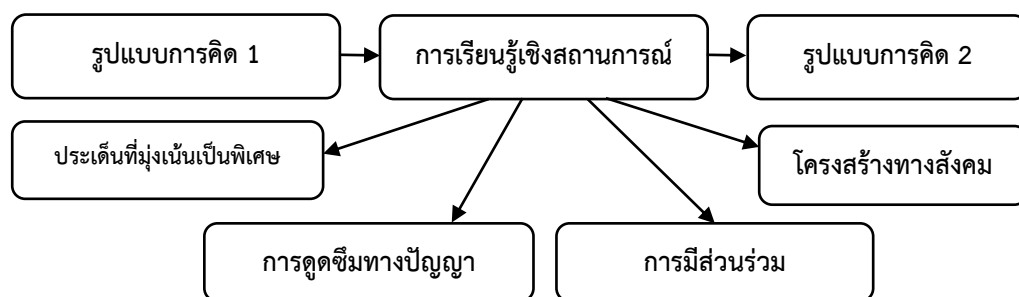 รูปแบบการคิด 1
การเรียนรู้เชิงสถานการณ์
รูปแบบการคิด 2
ประเด็นที่มุ่งเน้นเป็นพิเศษ
โครงสร้างทางสังคม
การดูดซึมทางปัญญา
การมีส่วนร่วม